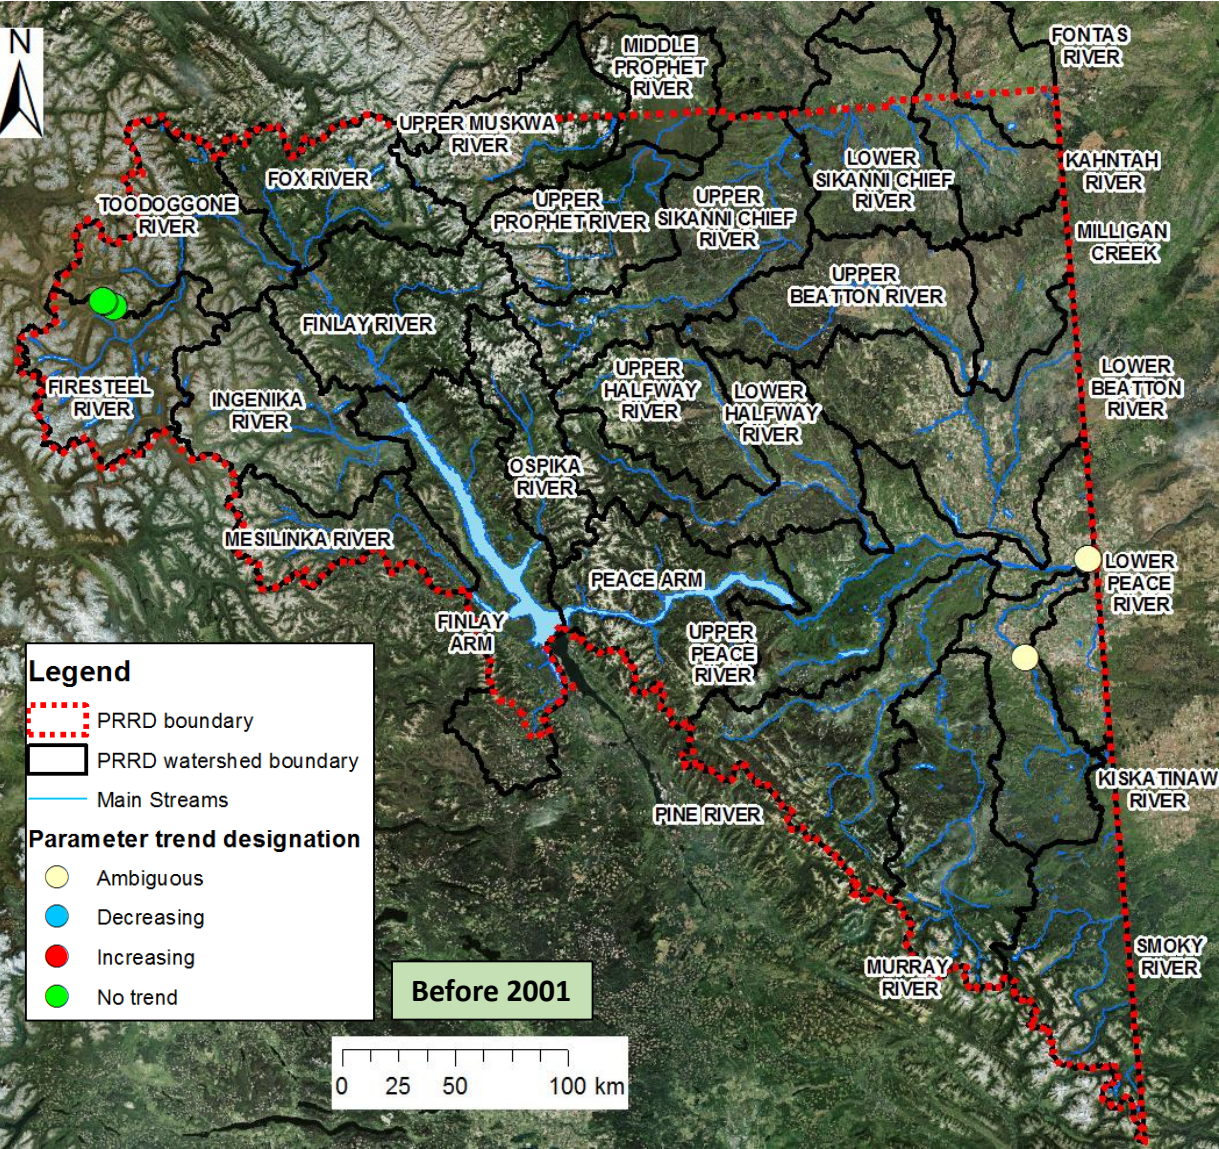 N
FONTAS
RIVER
MIDDLE
PROPHET
RIVER
UPPER MUSKWA
RIVER
LOWER
SIKANNI CHIEF
RIVER
KAHNTAH
RIVER
FOX RIVER
TOODOGGONE
RIVER
UPPER
PROPHET RIVER
UPPER
SIKANNI CHIEF
RIVER
MILLIGAN
CREEK
UPPER
BEATTON RIVER
FINLAY RIVER
FIRESTEEL
RIVER
INGENIKA
RIVER
UPPER
HALFWAY
RIVER
LOWER
HALFWAY
RIVER
LOWER
BEATTON
RIVER
OSPIKA
RIVER
MESILINKA RIVER
PEACE ARM
LOWER
PEACE
RIVER
FINLAY
ARM
UPPER
PEACE
RIVER
PINE RIVER
KISKATINAW
RIVER
MURRAY
RIVER
SMOKY
RIVER
Legend
PRRD boundary
PRRD watershed boundary
Main Streams
Parameter trend designation
Ambiguous
Decreasing
Increasing
No trend
Before 2001
0 25 50 100 km